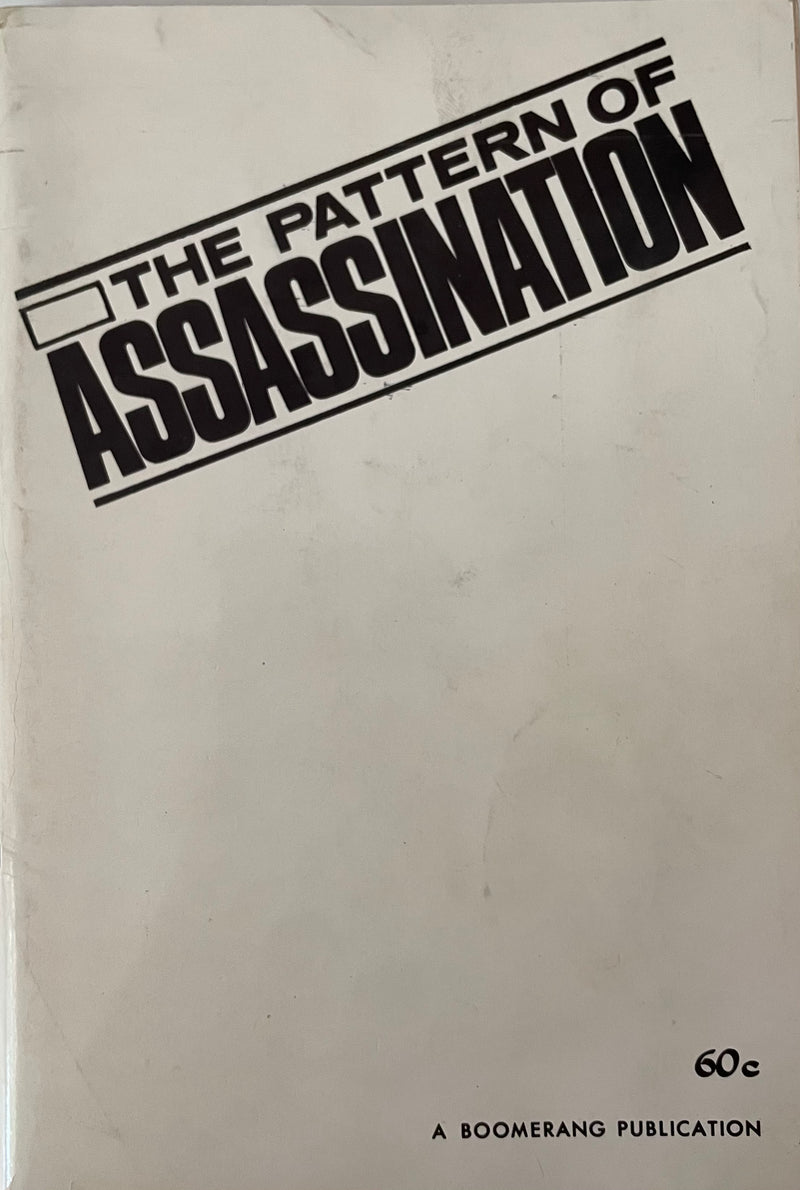 THE PATTERN OF
ASSASSINATION
60c
A BOOMERANG PUBLICATION